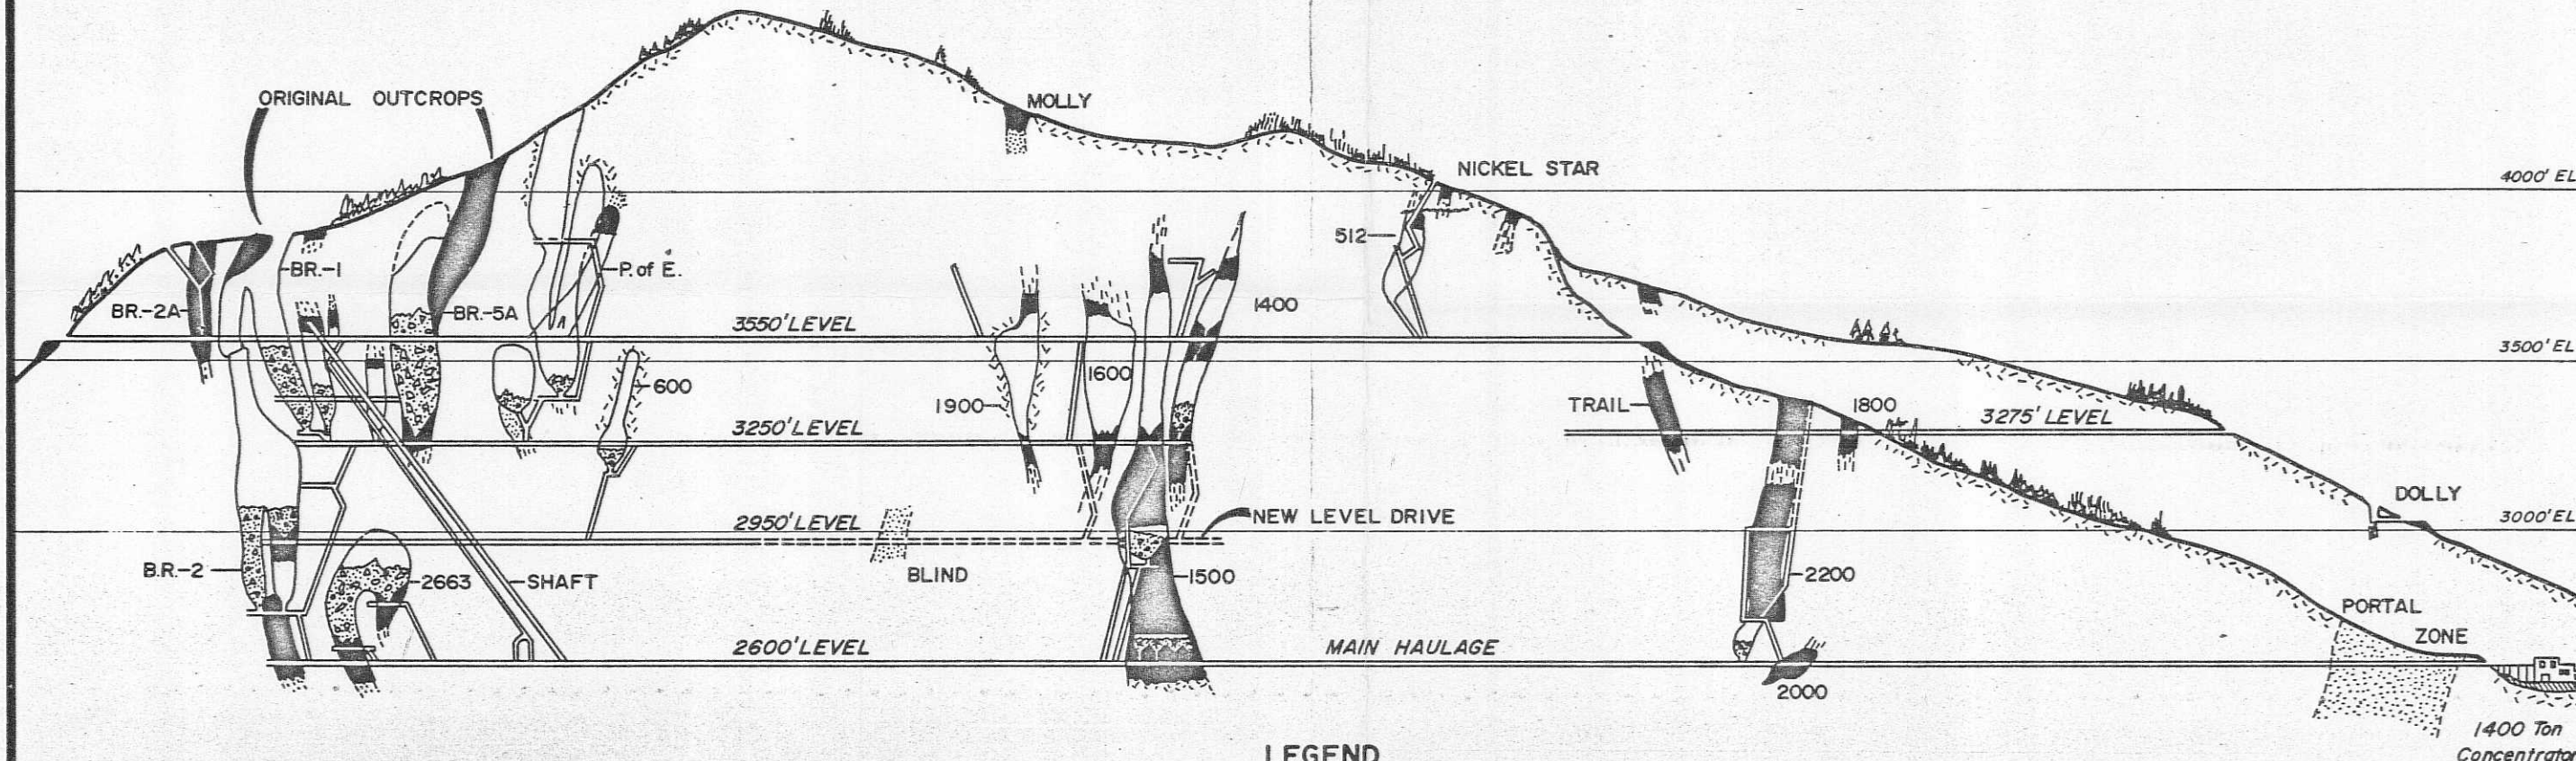 ORIGINAL OUTCROPS
MOLLY
NICKEL STAR
4000' EL
512
BR.-1
P. of E.
BR.-2A
BR.-5A
3550' LEVEL
1400
3500' EL
600
1900
1600
TRAIL
1800
3275' LEVEL
3250' LEVEL
DOLLY
2950' LEVEL
NEW LEVEL DRIVE
3000' EL
B.R.-2
2663
SHAFT
BLIND
1500
2200
PORTAL
ZONE
2600' LEVEL
MAIN HAULAGE
2000
1400 Ton
Concentrator
LEGEND